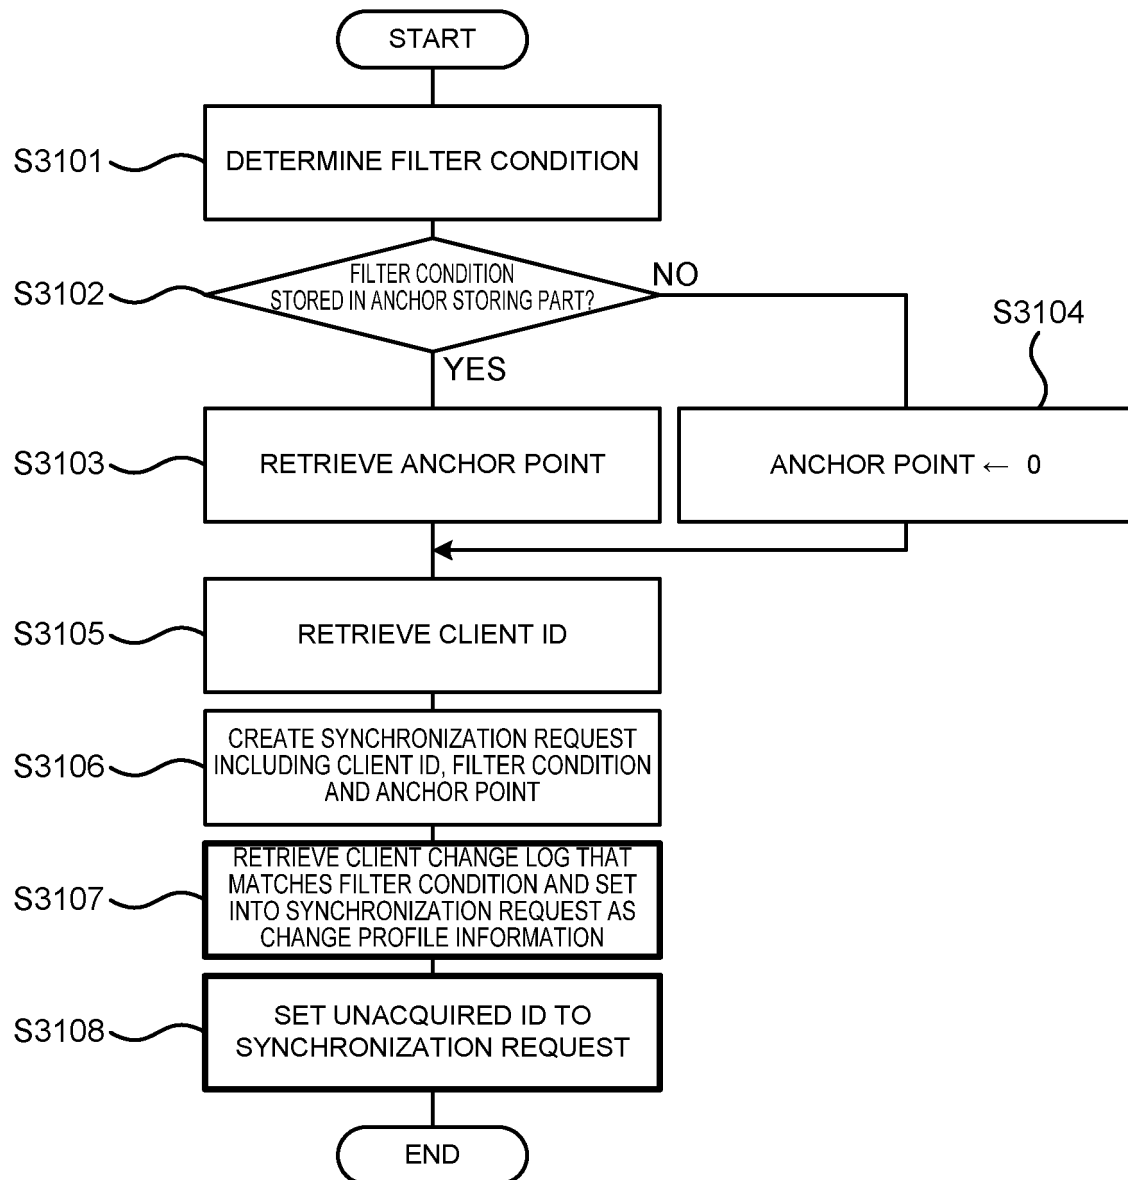 START
S3101
DETERMINE FILTER CONDITION
S3102
FILTER CONDITION
STORED IN ANCHOR STORING PART?
NO
YES
S3104
S3103
RETRIEVE ANCHOR POINT
ANCHOR POINT ← 0
S3105
RETRIEVE CLIENT ID
S3106
CREATE SYNCHRONIZATION REQUEST
INCLUDING CLIENT ID, FILTER CONDITION
AND ANCHOR POINT
S3107
RETRIEVE CLIENT CHANGE LOG THAT
MATCHES FILTER CONDITION AND SET
INTO SYNCHRONIZATION REQUEST AS
CHANGE PROFILE INFORMATION
S3108
SET UNACQUIRED ID TO
SYNCHRONIZATION REQUEST
END